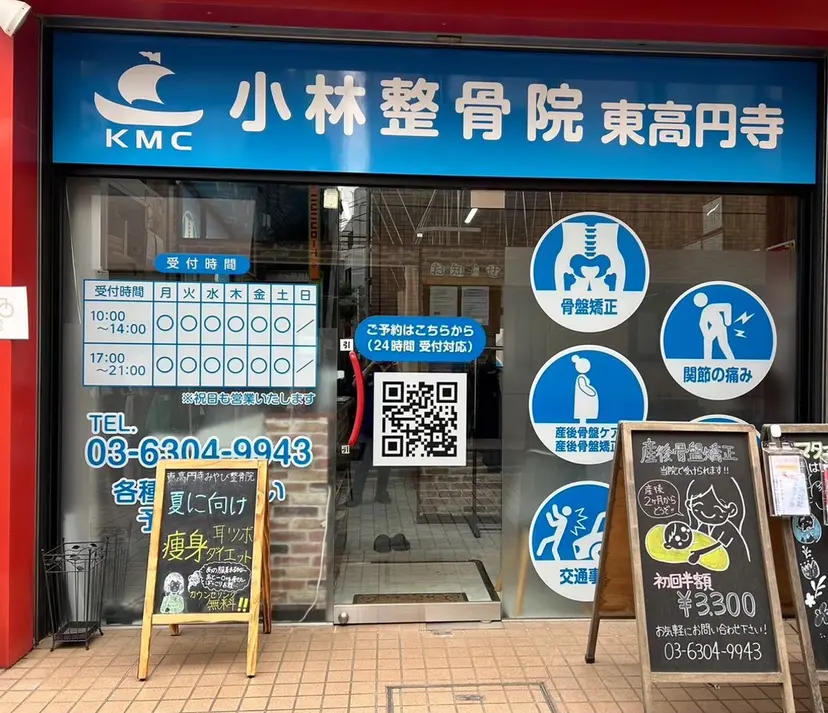 KMC
小林整骨院 東高円寺
受付時間
受付時間 月 火 水 木 金 土 日
10:00～14:00 ○ ○ ○ ○ ○ ○ ／
17:00～21:00 ○ ○ ○ ○ ○ ○ ／
※祝日も営業いたします
TEL.
03-6304-9943
各種
い
ご予約はこちらから
（24時間 受付対応）
引
引
骨盤矯正
関節の痛み
産後骨盤ケア
産後骨盤矯正
交通事
東高円寺みやび整骨院
夏に向け
痩身
耳ツボ
ダイエット
カウンセリング
無料!!
産後骨盤矯正
当院で受けられます!!
産後
2ヶ月から
どうぞ
初回半額
¥3,300
お気軽にお問い合わせ下さい!
03-6304-9943
マタ